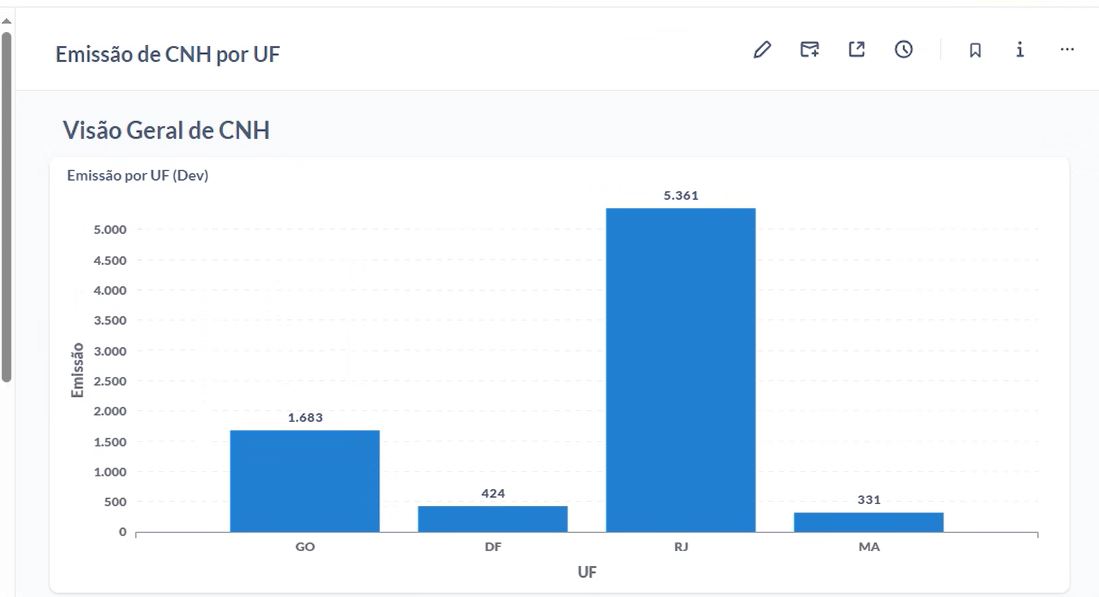 Emissão de CNH por UF
Visão Geral de CNH
Emissão por UF (Dev)
5.361
5.000
4.500
4.000
3.500
3.000
2.500
2.000
1.500
1.000
500
0
Emissão
1.683
424
331
GO
DF
RJ
MA
UF